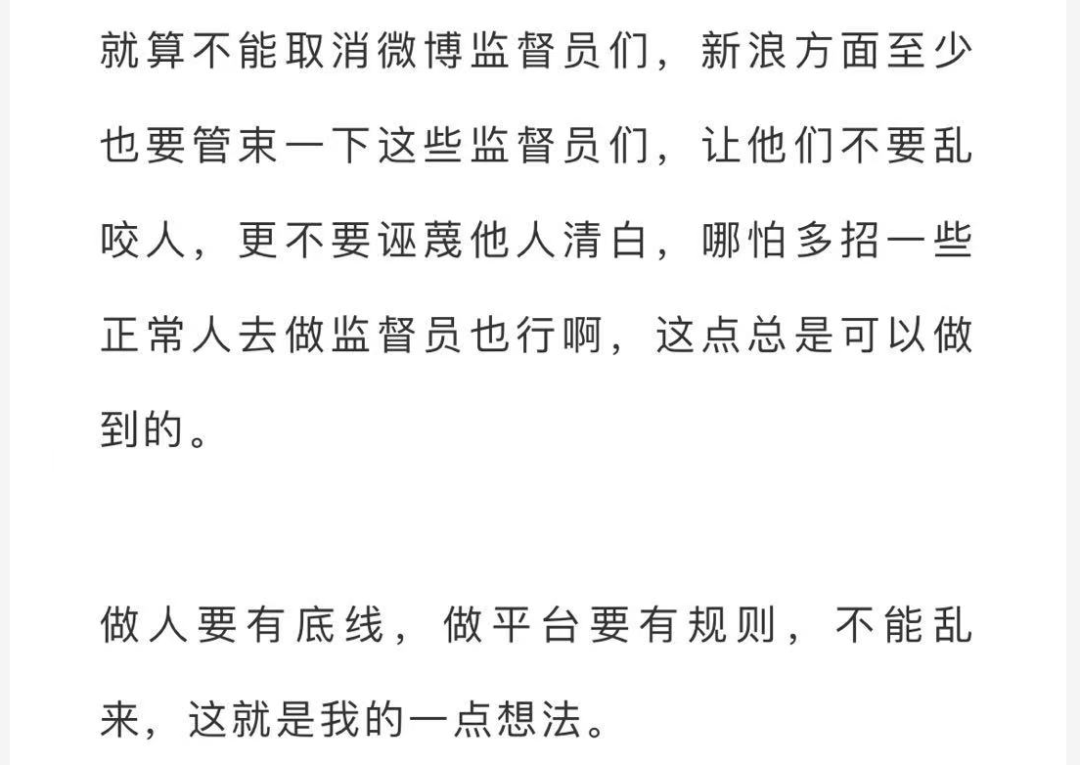 就算不能取消微博监督员们，新浪方面至少
也要管束一下这些监督员们，让他们不要乱
咬人，更不要诬蔑他人清白，哪怕多招一些
正常人去做监督员也行啊，这点总是可以做
到的。
做人要有底线，做平台要有规则，不能乱
来，这就是我的一点想法。